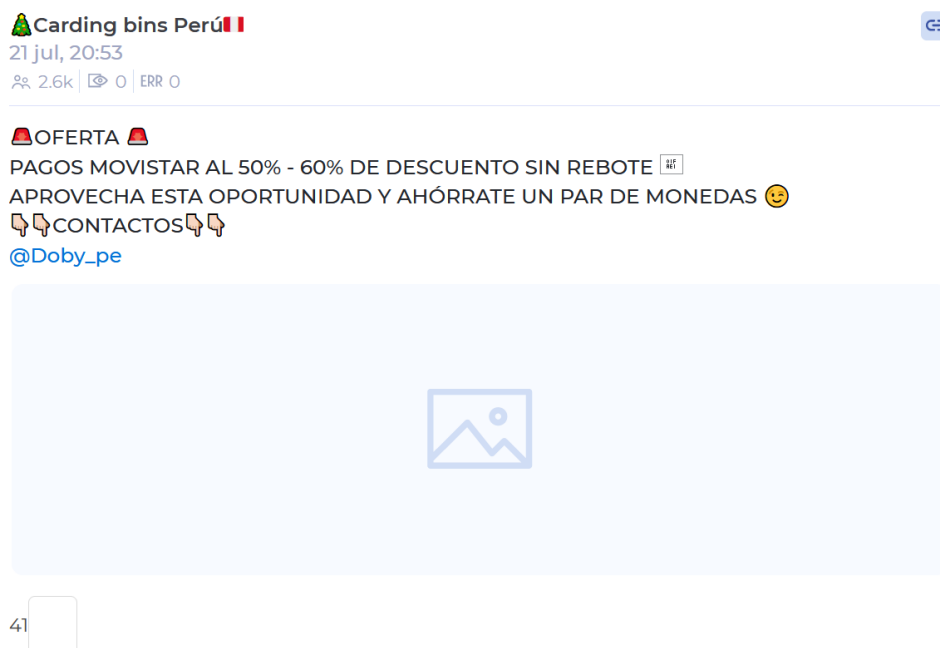 🎄Carding bins Perú🇵🇪
21 jul, 20:53
2.6k 0 ERR 0
🚨OFERTA 🚨
PAGOS MOVISTAR AL 50% - 60% DE DESCUENTO SIN REBOTE
APROVECHA ESTA OPORTUNIDAD Y AHÓRRATE UN PAR DE MONEDAS 😉
👇🏻👇🏻CONTACTOS👇🏻👇🏻
@Doby_pe
41